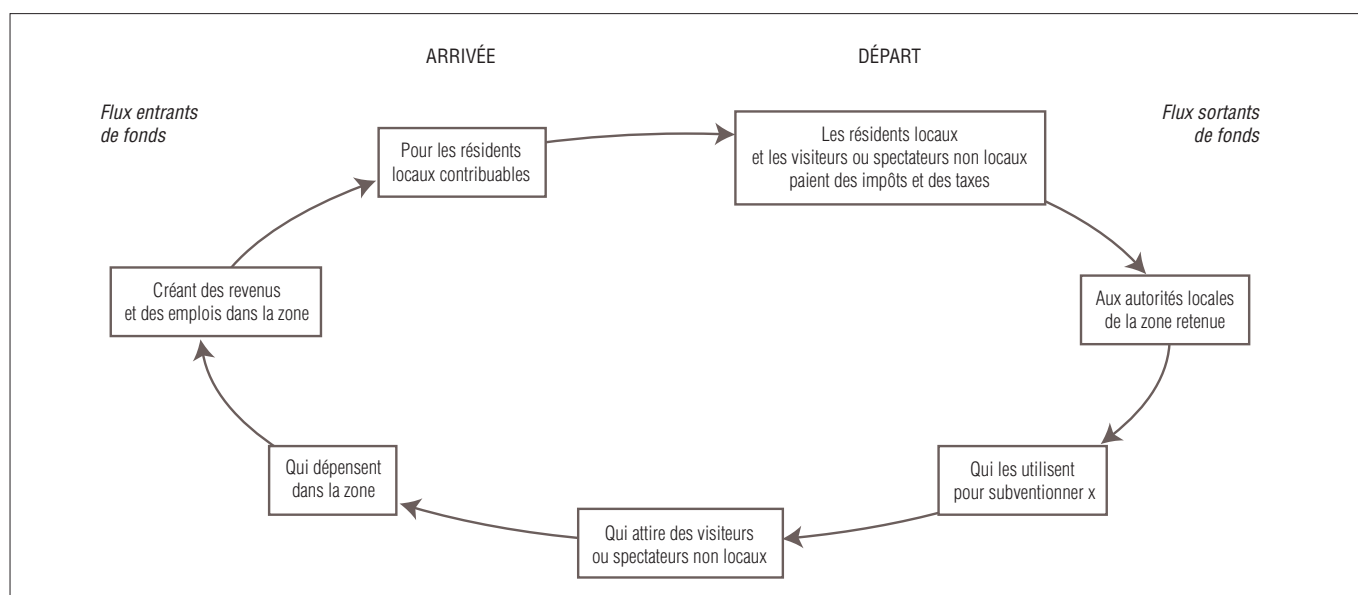 ARRIVÉE
DÉPART
Flux entrants
de fonds
Flux sortants
de fonds
Pour les résidents
locaux contribuables
Les résidents locaux
et les visiteurs ou spectateurs non locaux
paient des impôts et des taxes
Créant des revenus
et des emplois dans la zone
Aux autorités locales
de la zone retenue
Qui dépensent
dans la zone
Qui les utilisent
pour subventionner x
Qui attire des visiteurs
ou spectateurs non locaux